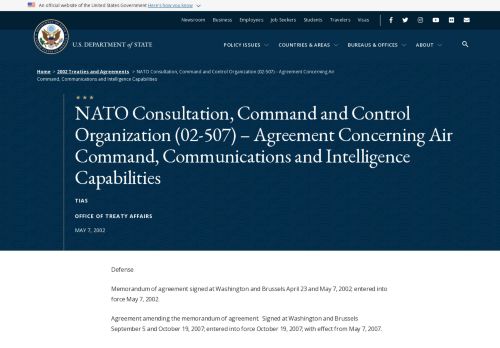 An official website of the United States Government Here's how you know
Newsroom Business Employers Job Seekers Students Travelers Visas
U.S. DEPARTMENT of STATE
POLICY ISSUES COUNTRIES & AREAS BUREAUS & OFFICES ABOUT
Home > 2002 Treaties and Agreements > NATO Consultation, Command and Control Organization (02-507) – Agreement Concerning Air
Command, Communications and Intelligence Capabilities
NATO Consultation, Command and Control
Organization (02-507) – Agreement Concerning Air
Command, Communications and Intelligence
Capabilities
TIAS
OFFICE OF TREATY AFFAIRS
MAY 7, 2002
Defense
Memorandum of agreement signed at Washington and Brussels April 23 and May 7, 2002; entered into
force May 7, 2002.
Agreement amending the memorandum of agreement. Signed at Washington and Brussels
September 5 and October 19, 2007; entered into force October 19, 2007; with effect from May 7, 2007.